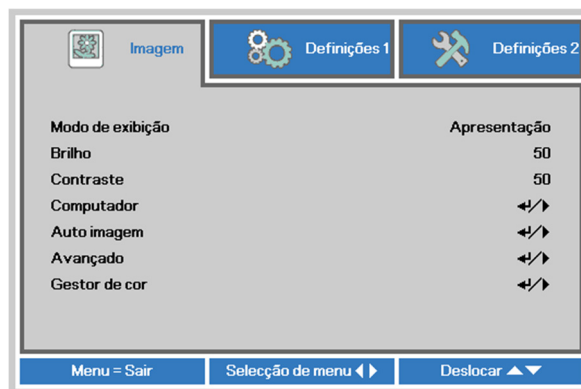 Imagem
Definições 1
Definições 2
Modo de exibição Apresentação
Brilho 50
Contraste 50
Computador
Auto imagem
Avançado
Gestor de cor
Menu = Sair
Selecção de menu
Deslocar